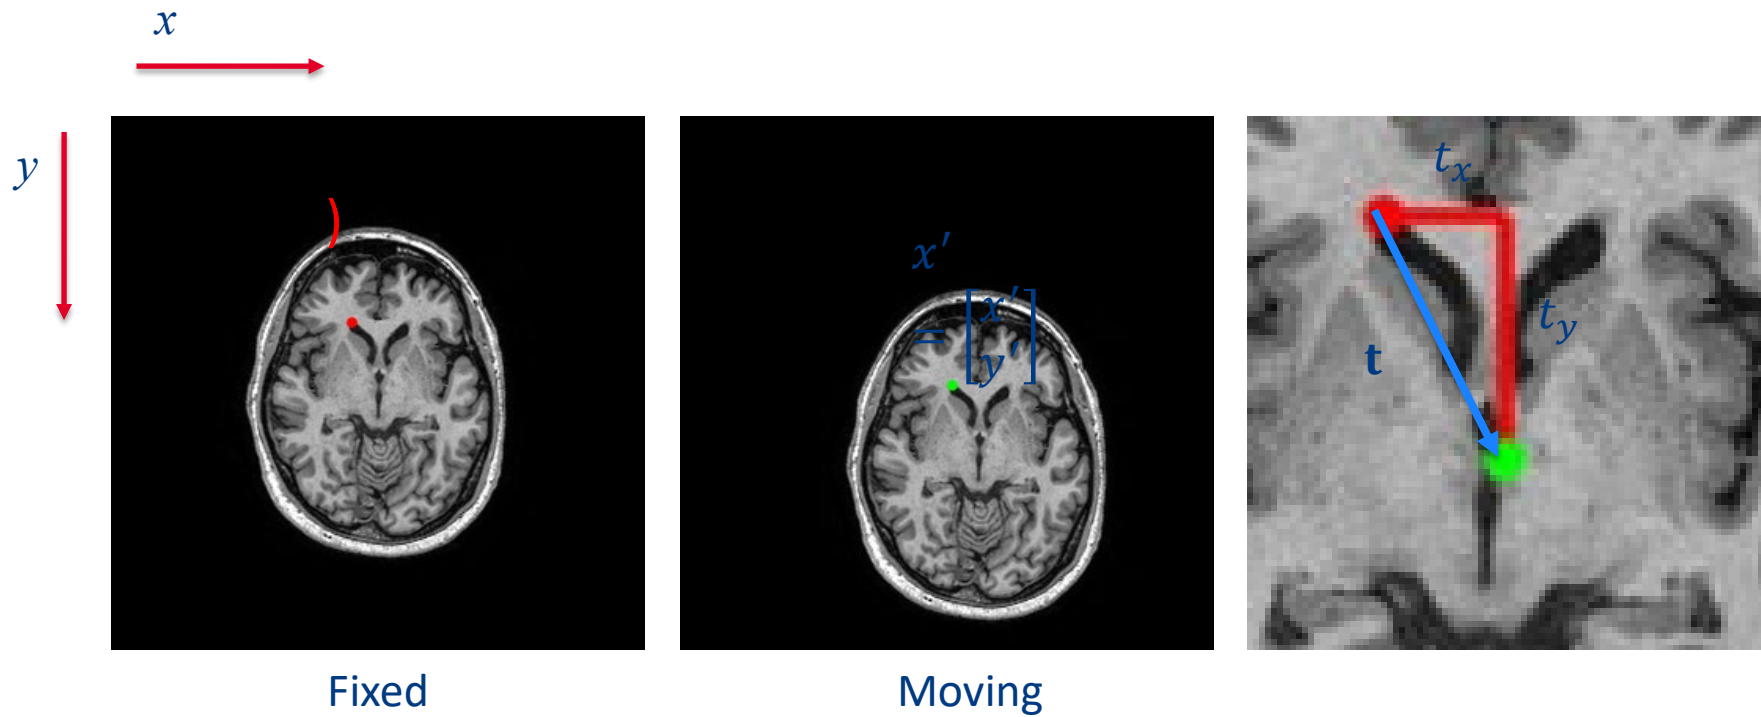 x
y
)
x′
= [x′
y′]
t_x
t_y
t
Fixed
Moving